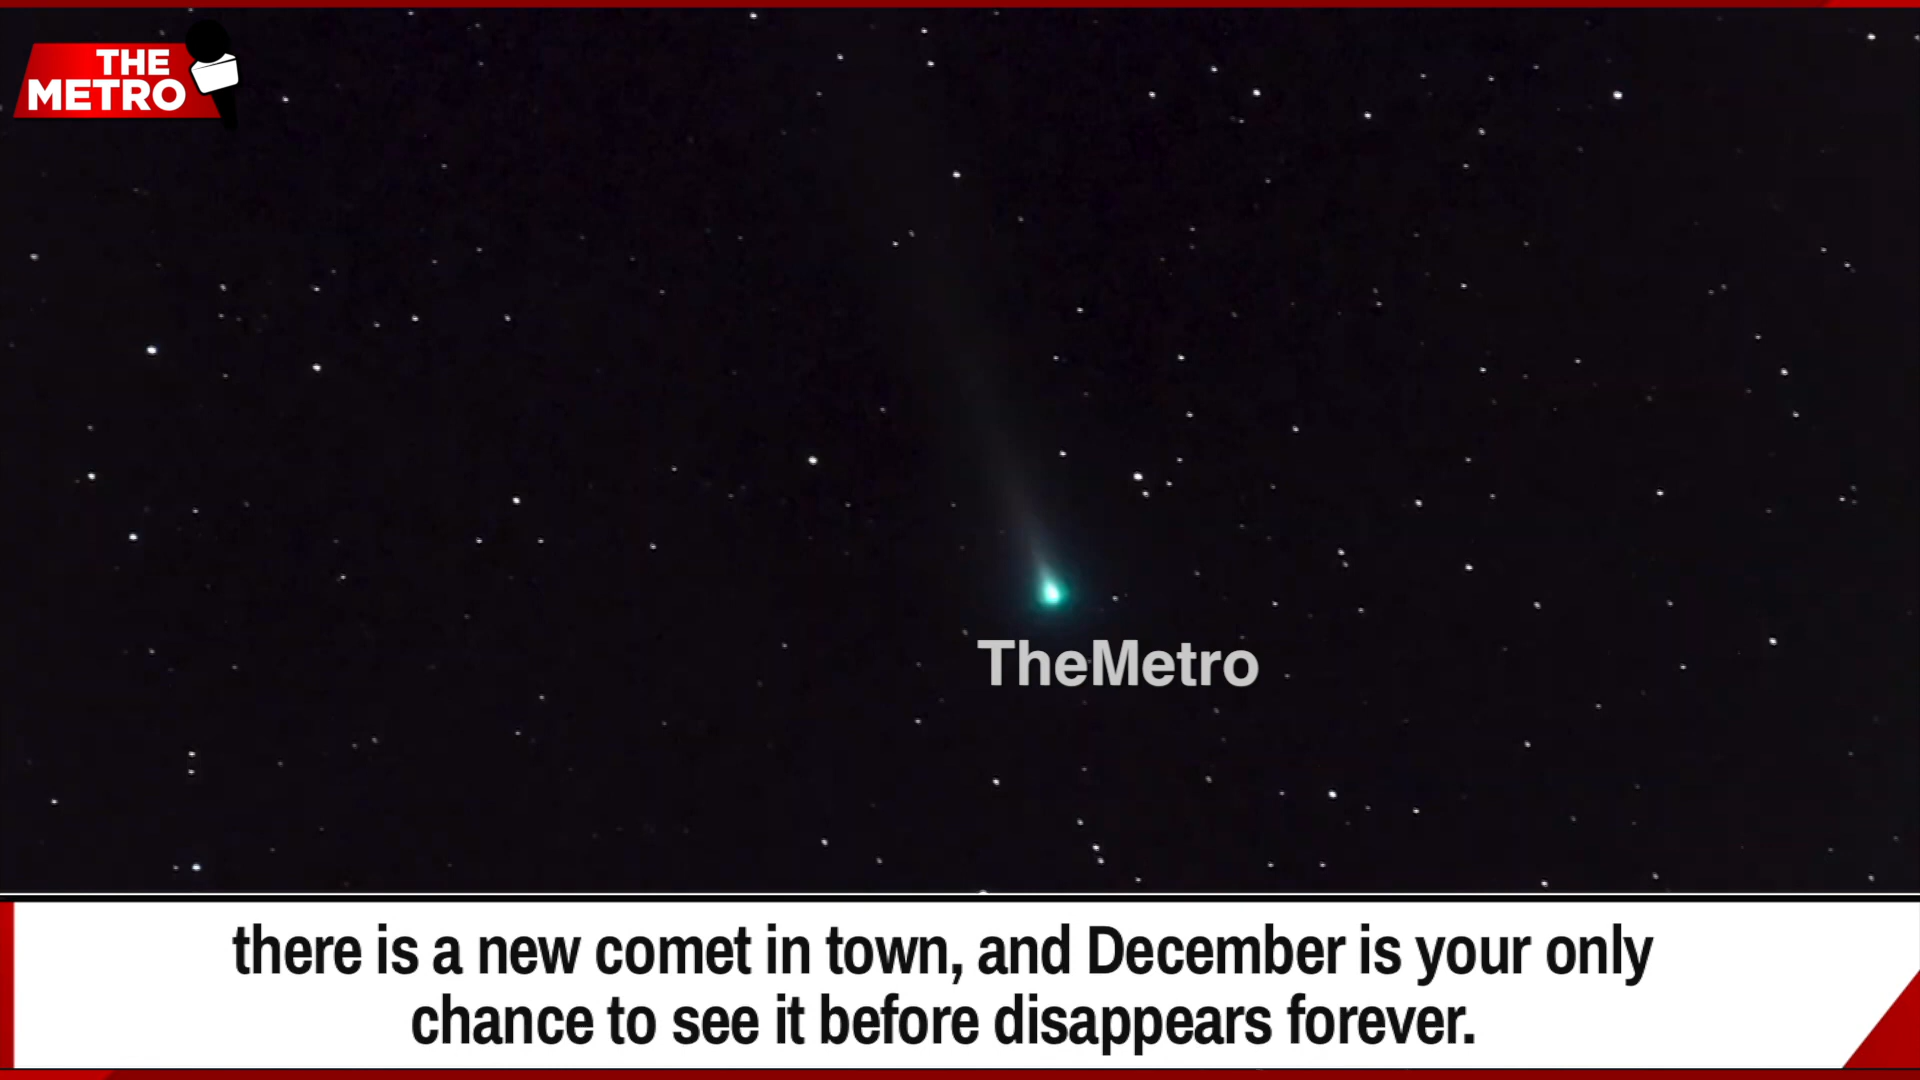 THE
METRO
TheMetro
there is a new comet in town, and December is your only
chance to see it before disappears forever.